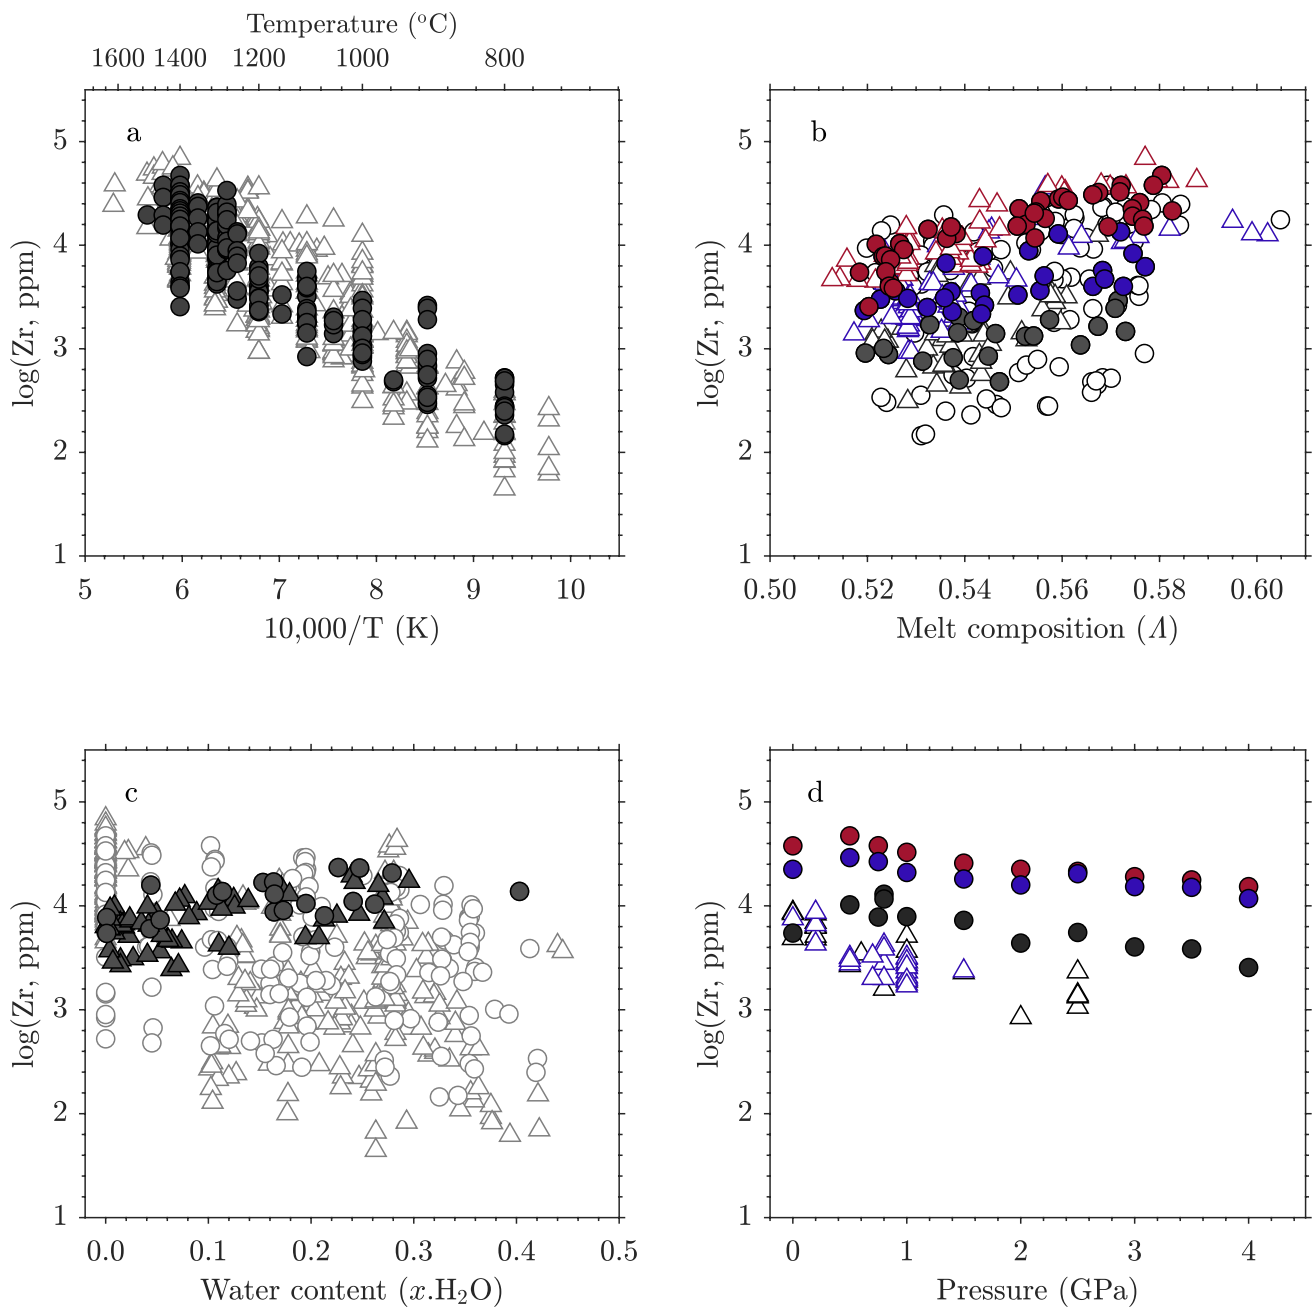 Temperature (°C)
1600 1400 1200 1000 800
a
5
4
3
2
1
log(Zr, ppm)
5 6 7 8 9 10
10,000/T (K)
b
5
4
3
2
1
log(Zr, ppm)
0.50 0.52 0.54 0.56 0.58 0.60
Melt composition (Λ)
c
5
4
3
2
1
log(Zr, ppm)
0.0 0.1 0.2 0.3 0.4 0.5
Water content (x.H₂O)
d
5
4
3
2
1
log(Zr, ppm)
0 1 2 3 4
Pressure (GPa)